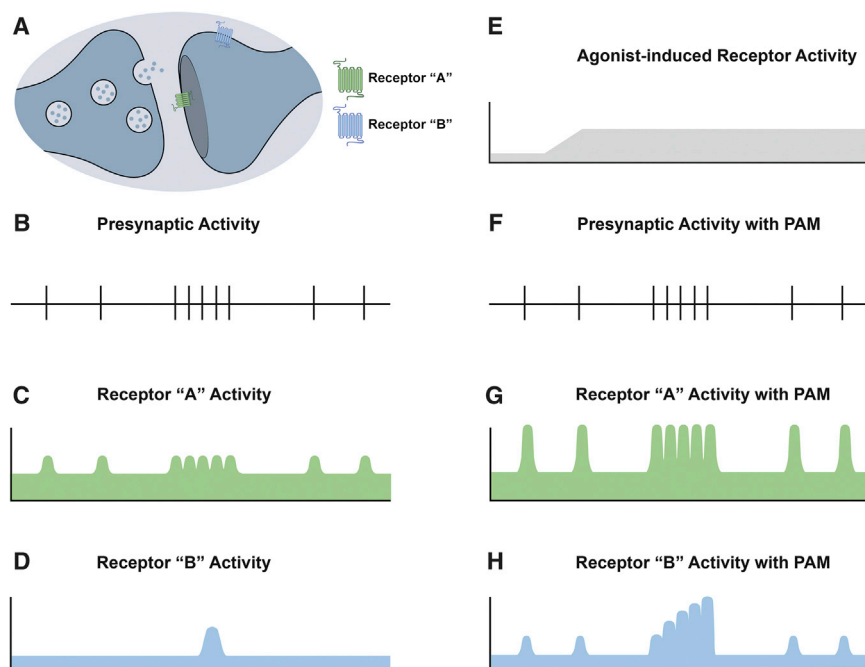 A
Receptor “A”
Receptor “B”
B Presynaptic Activity
C Receptor “A” Activity
D Receptor “B” Activity
E Agonist-induced Receptor Activity
F Presynaptic Activity with PAM
G Receptor “A” Activity with PAM
H Receptor “B” Activity with PAM